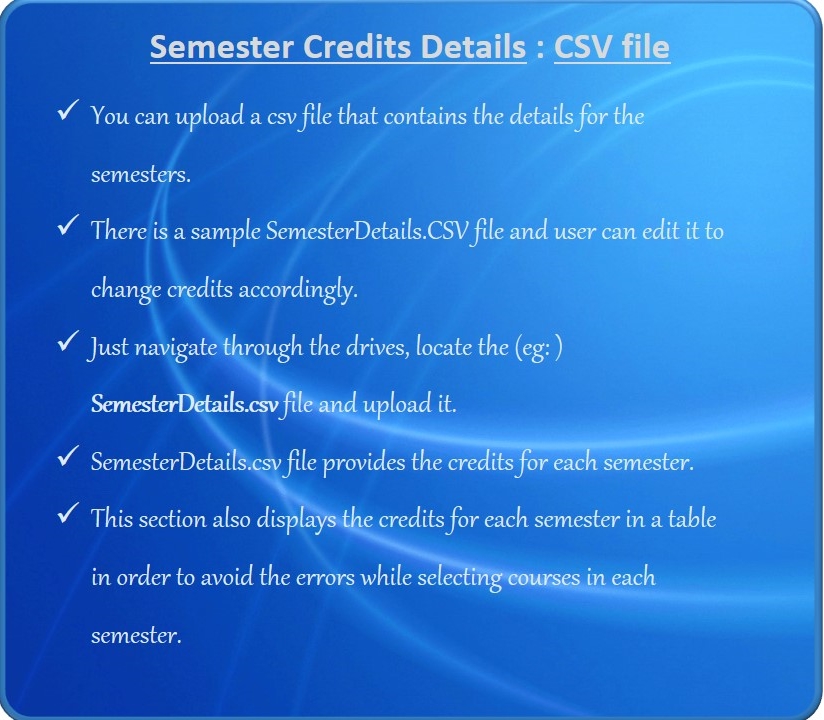 Semester Credits Details : CSV file
✓ You can upload a csv file that contains the details for the
semesters.
✓ There is a sample SemesterDetails.CSV file and user can edit it to
change credits accordingly.
✓ Just navigate through the drives, locate the (eg: )
SemesterDetails.csv file and upload it.
✓ SemesterDetails.csv file provides the credits for each semester.
✓ This section also displays the credits for each semester in a table
in order to avoid the errors while selecting courses in each
semester.